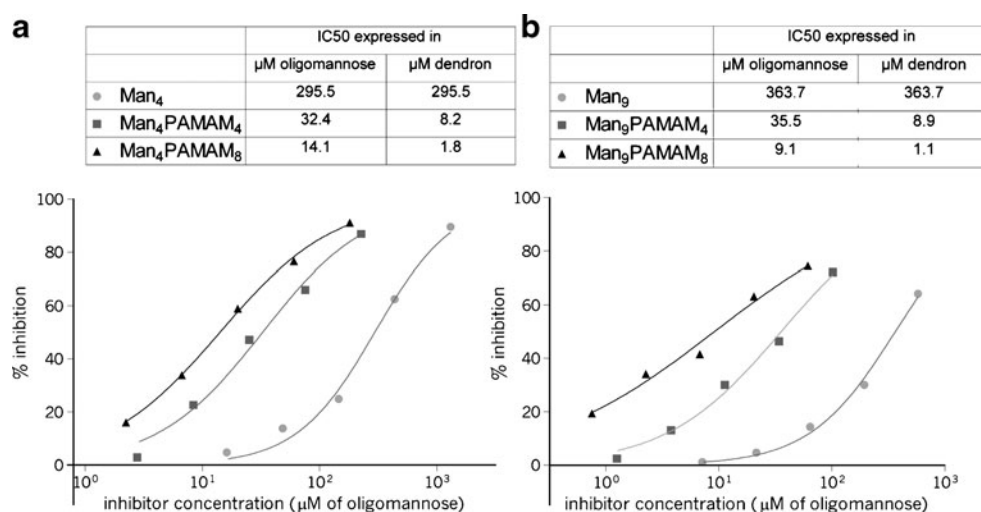 a
IC50 expressed in
µM oligomannose µM dendron
Man4 295.5 295.5
Man4PAMAM4 32.4 8.2
Man4PAMAM8 14.1 1.8
100
80
60
40
20
0
% inhibition
10^0 10^1 10^2 10^3
inhibitor concentration (µM of oligomannose)
b
IC50 expressed in
µM oligomannose µM dendron
Man9 363.7 363.7
Man9PAMAM4 35.5 8.9
Man9PAMAM8 9.1 1.1
100
80
60
40
20
0
% inhibition
10^0 10^1 10^2 10^3
inhibitor concentration (µM of oligomannose)